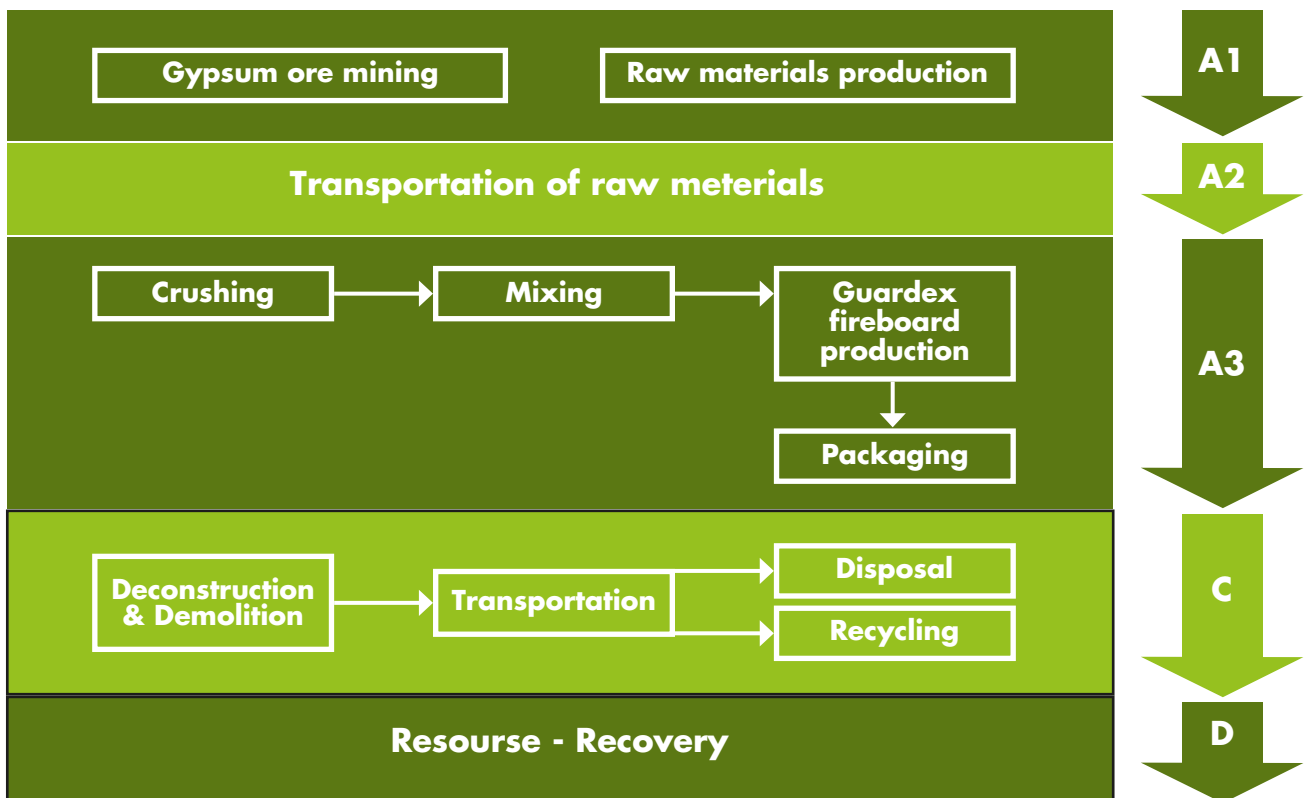 Gypsum ore mining
Raw materials production
A1
Transportation of raw meterials
A2
Crushing
Mixing
Guardex
fireboard
production
Packaging
A3
Deconstruction
& Demolition
Transportation
Disposal
Recycling
C
Resourse - Recovery
D